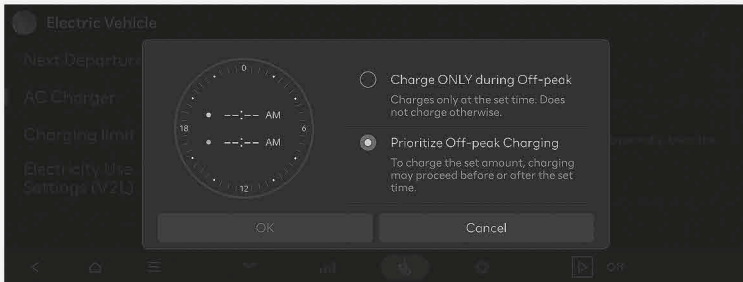 Electric Vehicle
Next Departure
AC Charger
Charging limit
Electricity Use
Settings (V2L)
0
6
12
18
--:-- AM
--:-- AM
Charge ONLY during Off-peak
Charges only at the set time. Does
not charge otherwise.
Prioritize Off-peak Charging
To charge the set amount, charging
may proceed before or after the set
time.
OK
Cancel